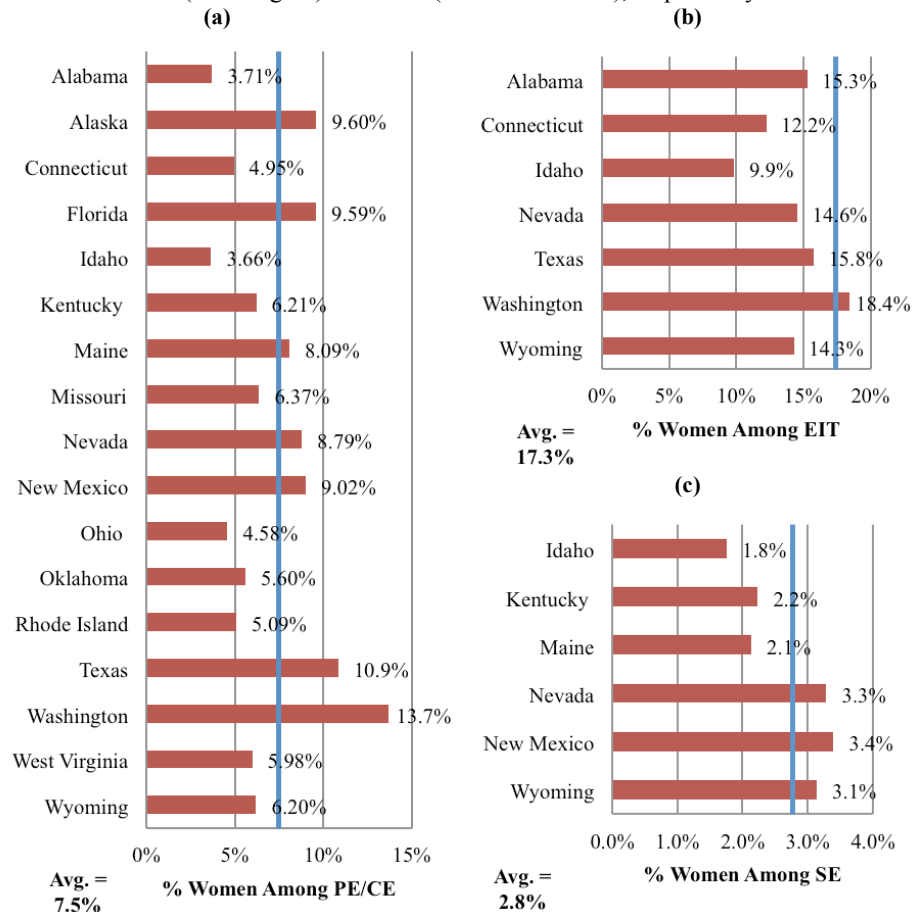 (a)
Alabama 3.71%
Alaska 9.60%
Connecticut 4.95%
Florida 9.59%
Idaho 3.66%
Kentucky 6.21%
Maine 8.09%
Missouri 6.37%
Nevada 8.79%
New Mexico 9.02%
Ohio 4.58%
Oklahoma 5.60%
Rhode Island 5.09%
Texas 10.9%
Washington 13.7%
West Virginia 5.98%
Wyoming 6.20%
0% 5% 10% 15%
Avg. =
7.5%
% Women Among PE/CE
(b)
Alabama 15.3%
Connecticut 12.2%
Idaho 9.9%
Nevada 14.6%
Texas 15.8%
Washington 18.4%
Wyoming 14.3%
0% 5% 10% 15% 20%
Avg. =
17.3%
% Women Among EIT
(c)
Idaho 1.8%
Kentucky 2.2%
Maine 2.1%
Nevada 3.3%
New Mexico 3.4%
Wyoming 3.1%
0.0% 1.0% 2.0% 3.0% 4.0%
Avg. =
2.8%
% Women Among SE